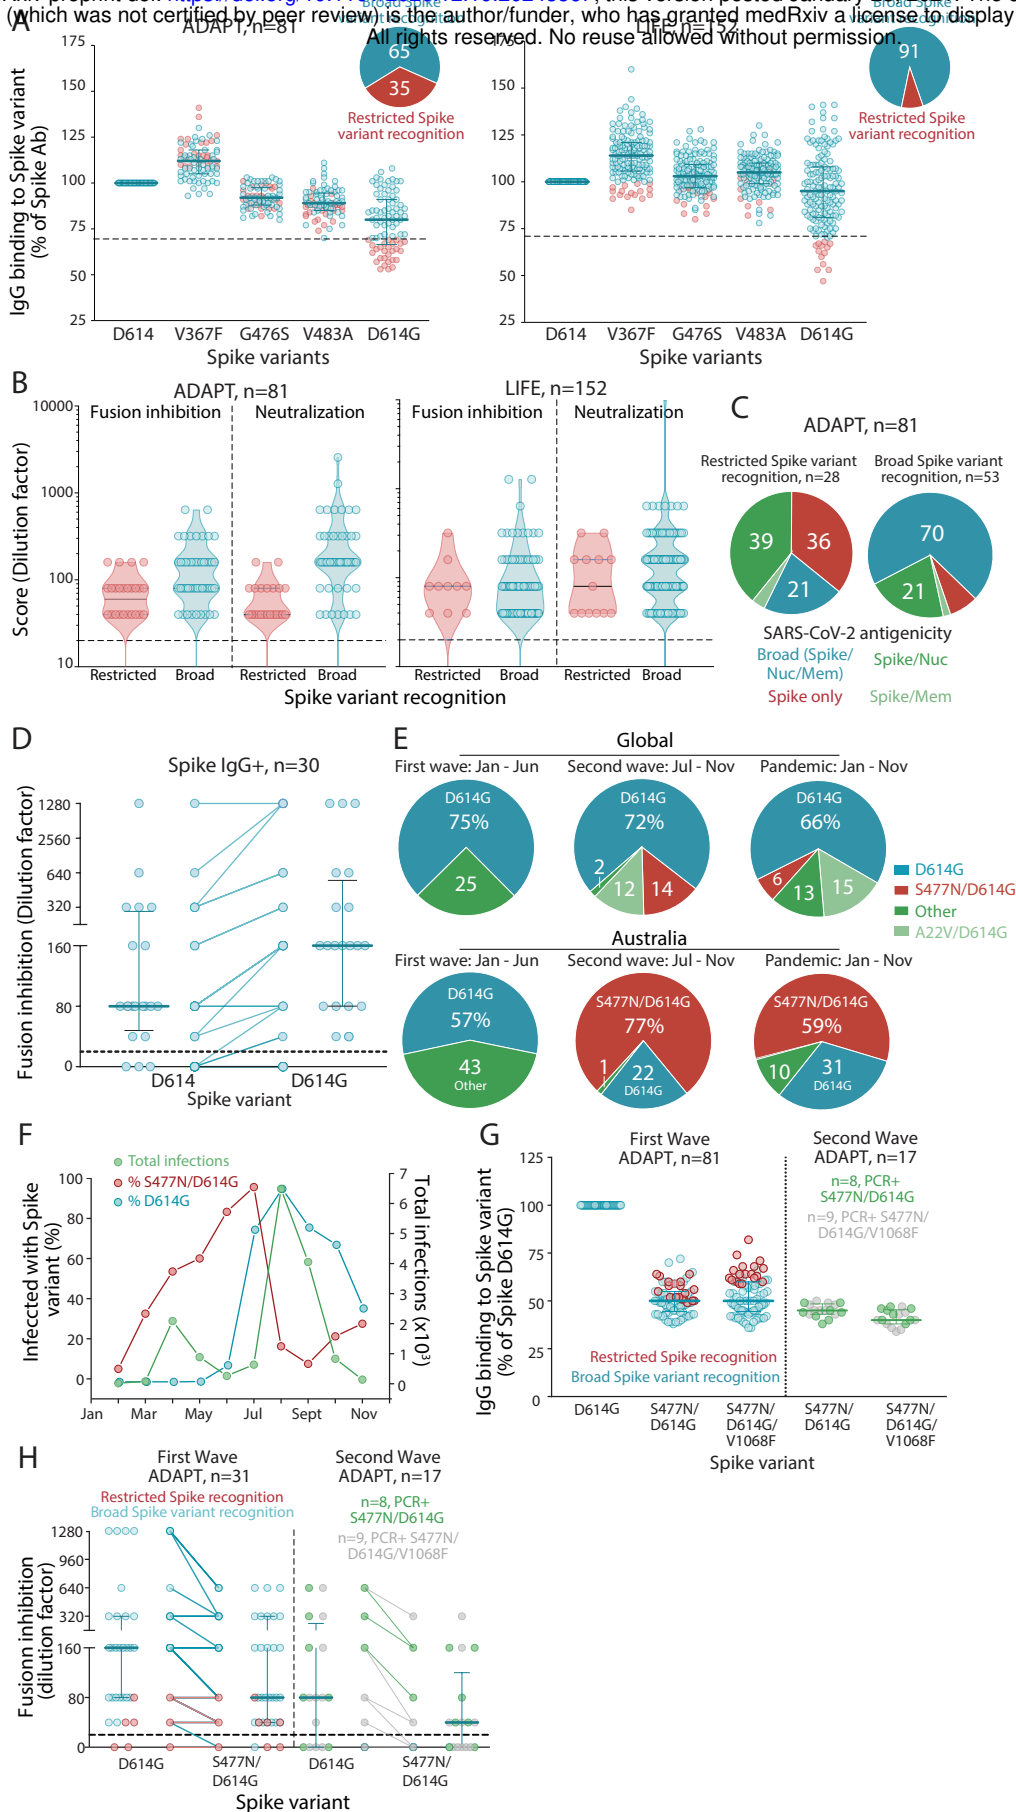 (which was not certified by peer review) is the author/funder, who has granted medRxiv a license to display
All rights reserved. No reuse allowed without permission.
A
ADAPT, n=81
LIFE n=152
Broad Spike
variant recognition
65
35
Restricted Spike
variant recognition
Broad Spike
variant recognition
91
Restricted Spike
variant recognition
IgG binding to Spike variant
(% of Spike Ab)
175
150
125
100
75
50
25
D614 V367F G476S V483A D614G
Spike variants
175
150
125
100
75
50
25
D614 V367F G476S V483A D614G
Spike variants
B
ADAPT, n=81
LIFE, n=152
Fusion inhibition Neutralization
Fusion inhibition Neutralization
Score (Dilution factor)
10000
1000
100
10
Restricted Broad Restricted Broad
Restricted Broad Restricted Broad
Spike variant recognition
C
ADAPT, n=81
Restricted Spike variant
recognition, n=28
Broad Spike variant
recognition, n=53
39
36
21
70
21
SARS-CoV-2 antigenicity
Broad (Spike/
Nuc/Mem)
Spike/Nuc
Spike only
Spike/Mem
D
Spike IgG+, n=30
Fusion inhibition (Dilution factor)
1280
2560
640
320
160
80
0
D614 D614G
Spike variant
E
Global
First wave: Jan - Jun
Second wave: Jul - Nov
Pandemic: Jan - Nov
D614G
75%
25
D614G
72%
2
12
14
D614G
66%
6
13
15
D614G
S477N/D614G
Other
A22V/D614G
Australia
First wave: Jan - Jun
Second wave: Jul - Nov
Pandemic: Jan - Nov
D614G
57%
43
Other
S477N/D614G
77%
1
22
D614G
S477N/D614G
59%
10
31
D614G
F
Total infections
% S477N/D614G
% D614G
Infected with Spike
variant (%)
100
80
60
40
20
0
Total infections (x10³)
7
6
5
4
3
2
1
0
Jan Mar May Jul Sept Nov
G
First Wave
ADAPT, n=81
Second Wave
ADAPT, n=17
n=8, PCR+
S477N/D614G
n=9, PCR+ S477N/
D614G/V1068F
IgG binding to Spike variant
(% of Spike D614G)
125
100
75
50
25
0
Restricted Spike recognition
Broad Spike variant recognition
D614G
S477N/
D614G
S477N/
D614G/
V1068F
S477N/
D614G
S477N/
D614G/
V1068F
Spike variant
H
First Wave
ADAPT, n=31
Second Wave
ADAPT, n=17
Restricted Spike recognition
Broad Spike variant recognition
n=8, PCR+
S477N/D614G
n=9, PCR+ S477N/
D614G/V1068F
Fusionn inhibition
(dilution factor)
1280
960
640
320
160
80
0
D614G
S477N/
D614G
D614G
S477N/
D614G
Spike variant